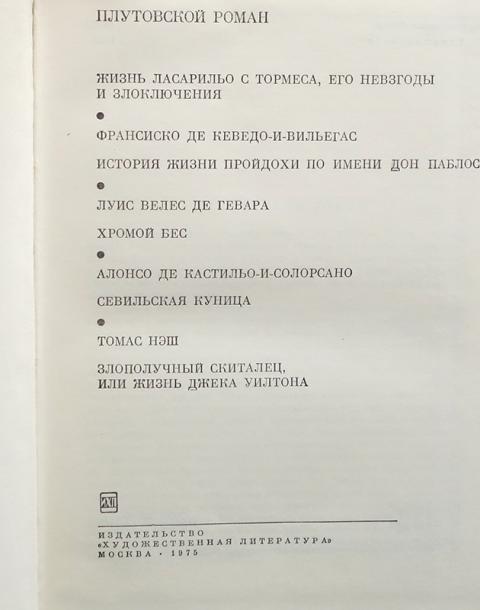 ПЛУТОВСКОЙ РОМАН
ЖИЗНЬ ЛАСАРИЛЬО С ТОРМЕСА, ЕГО НЕВЗГОДЫ
И ЗЛОКЛЮЧЕНИЯ
ФРАНСИСКО ДЕ КЕВЕДО-И-ВИЛЬЕГАС
ИСТОРИЯ ЖИЗНИ ПРОЙДОХИ ПО ИМЕНИ ДОН ПАБЛОС
ЛУИС ВЕЛЕС ДЕ ГЕВАРА
ХРОМОЙ БЕС
АЛОНСО ДЕ КАСТИЛЬО-И-СОЛОРСАНО
СЕВИЛЬСКАЯ КУНИЦА
ТОМАС НЭШ
ЗЛОПОЛУЧНЫЙ СКИТАЛЕЦ,
ИЛИ ЖИЗНЬ ДЖЕКА УИЛТОНА
ИЗДАТЕЛЬСТВО
«ХУДОЖЕСТВЕННАЯ ЛИТЕРАТУРА»
МОСКВА · 1975